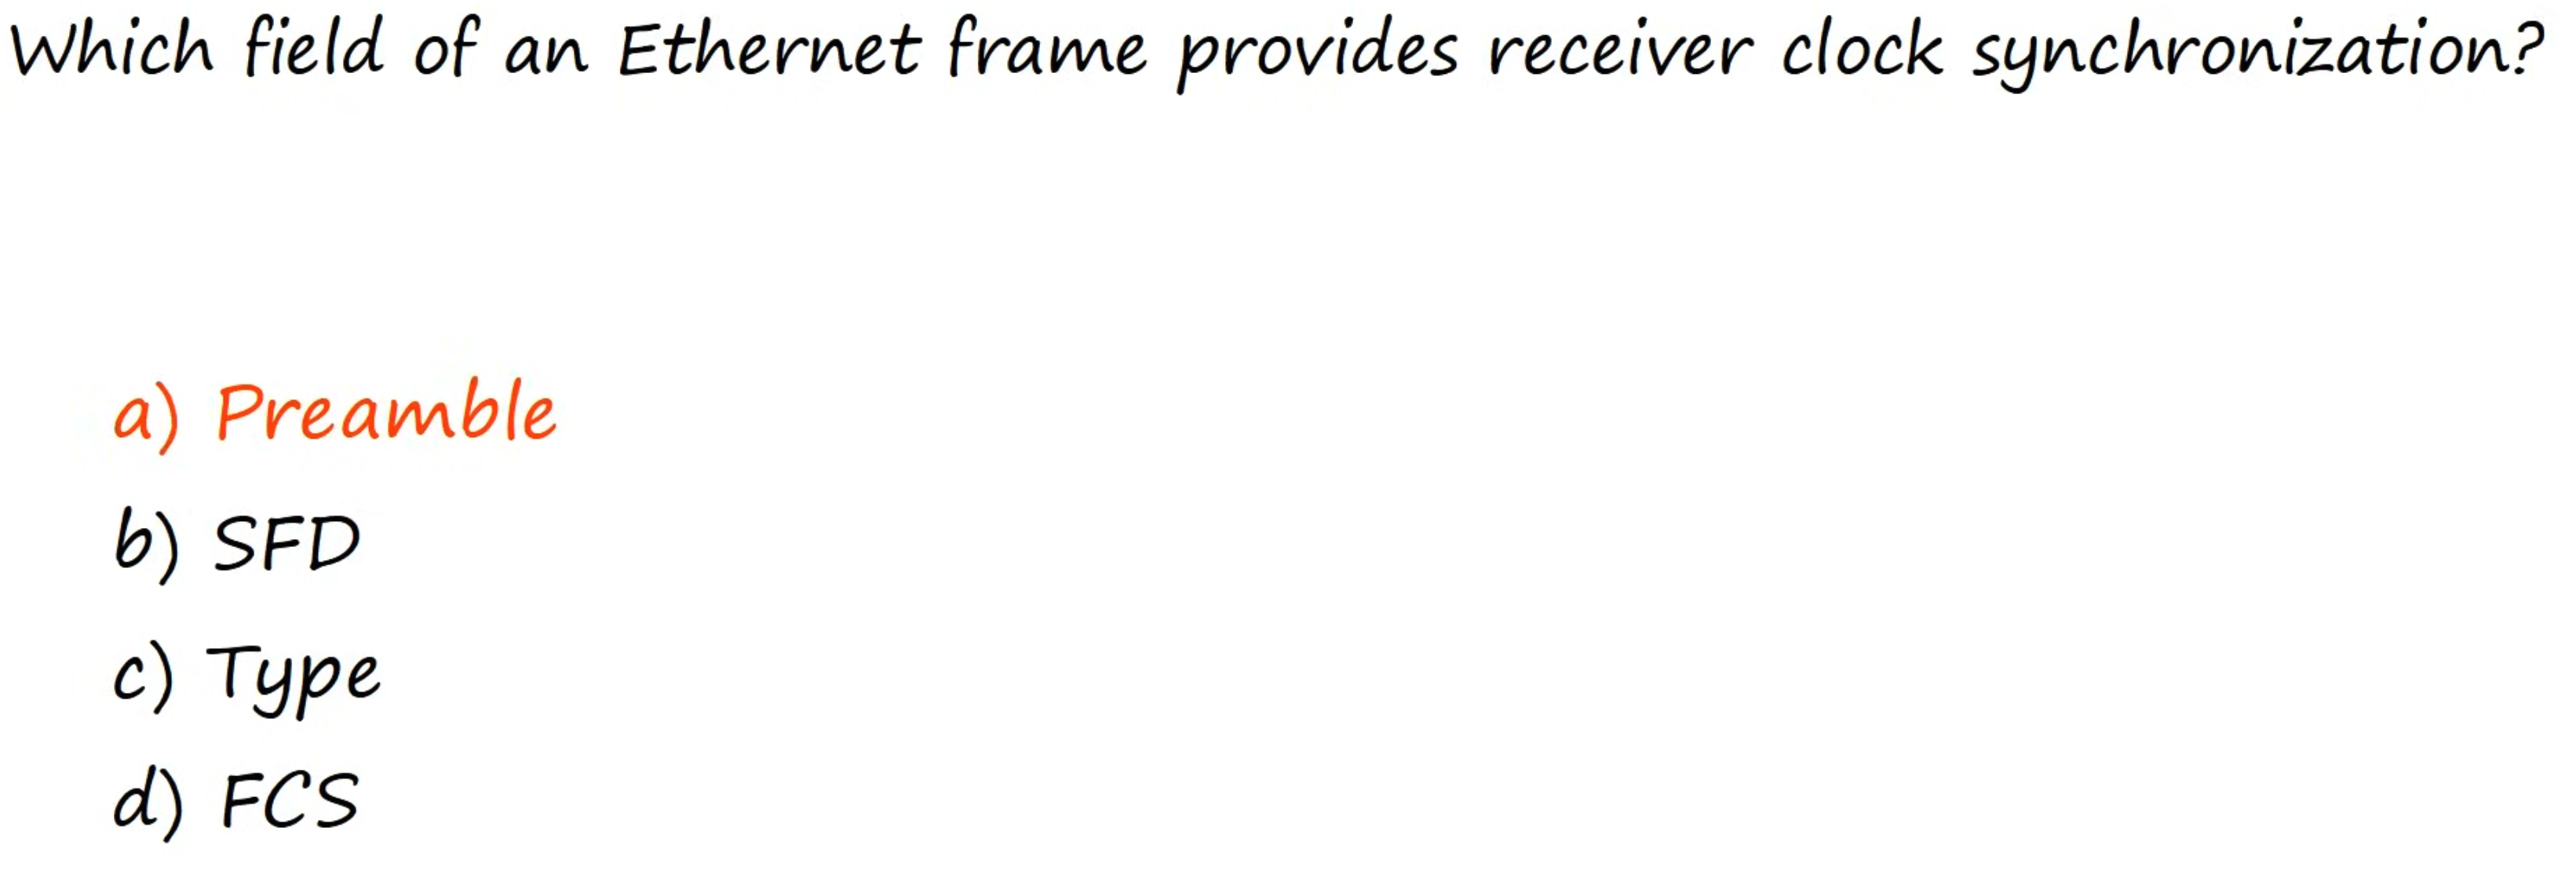 Which field of an Ethernet frame provides receiver clock synchronization?
a) Preamble
b) SFD
c) Type
d) FCS